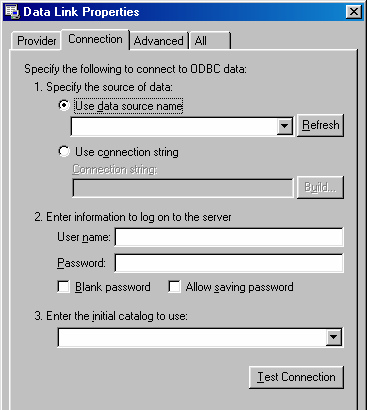 Data Link Properties
Provider Connection Advanced All
Specify the following to connect to ODBC data:
1. Specify the source of data:
Use data source name
Refresh
Use connection string
Connection string:
Build...
2. Enter information to log on to the server
User name:
Password:
Blank password Allow saving password
3. Enter the initial catalog to use:
Test Connection